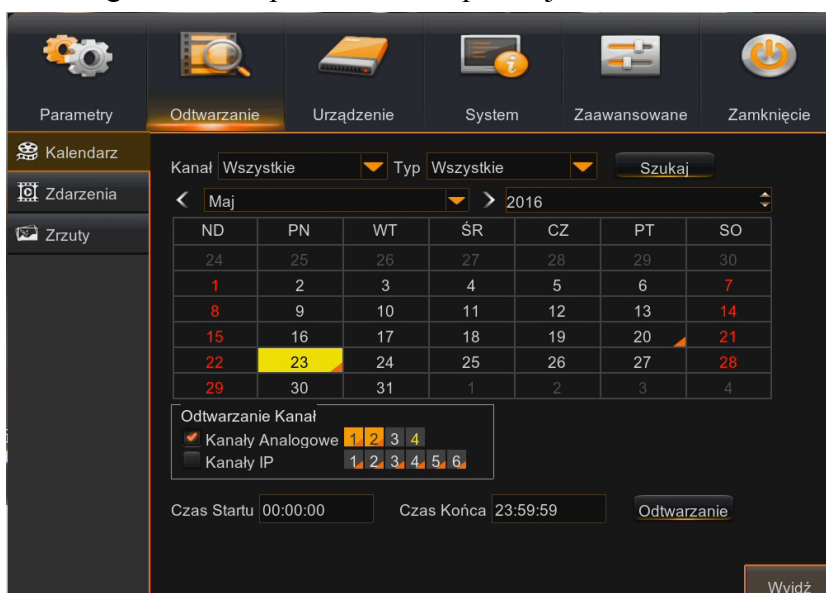 Parametry Odtwarzanie Urządzenie System Zaawansowane Zamknięcie
Kalendarz
Zdarzenia
Zrzuty
Kanał Wszystkie Typ Wszystkie Szukaj
Maj 2016
ND PN WT ŚR CZ PT SO
24 25 26 27 28 29 30
1 2 3 4 5 6 7
8 9 10 11 12 13 14
15 16 17 18 19 20 21
22 23 24 25 26 27 28
29 30 31 1 2 3 4
Odtwarzanie Kanał
Kanały Analogowe 1 2 3 4
Kanały IP 1 2 3 4 5 6
Czas Startu 00:00:00 Czas Końca 23:59:59 Odtwarzanie
Wyjdź